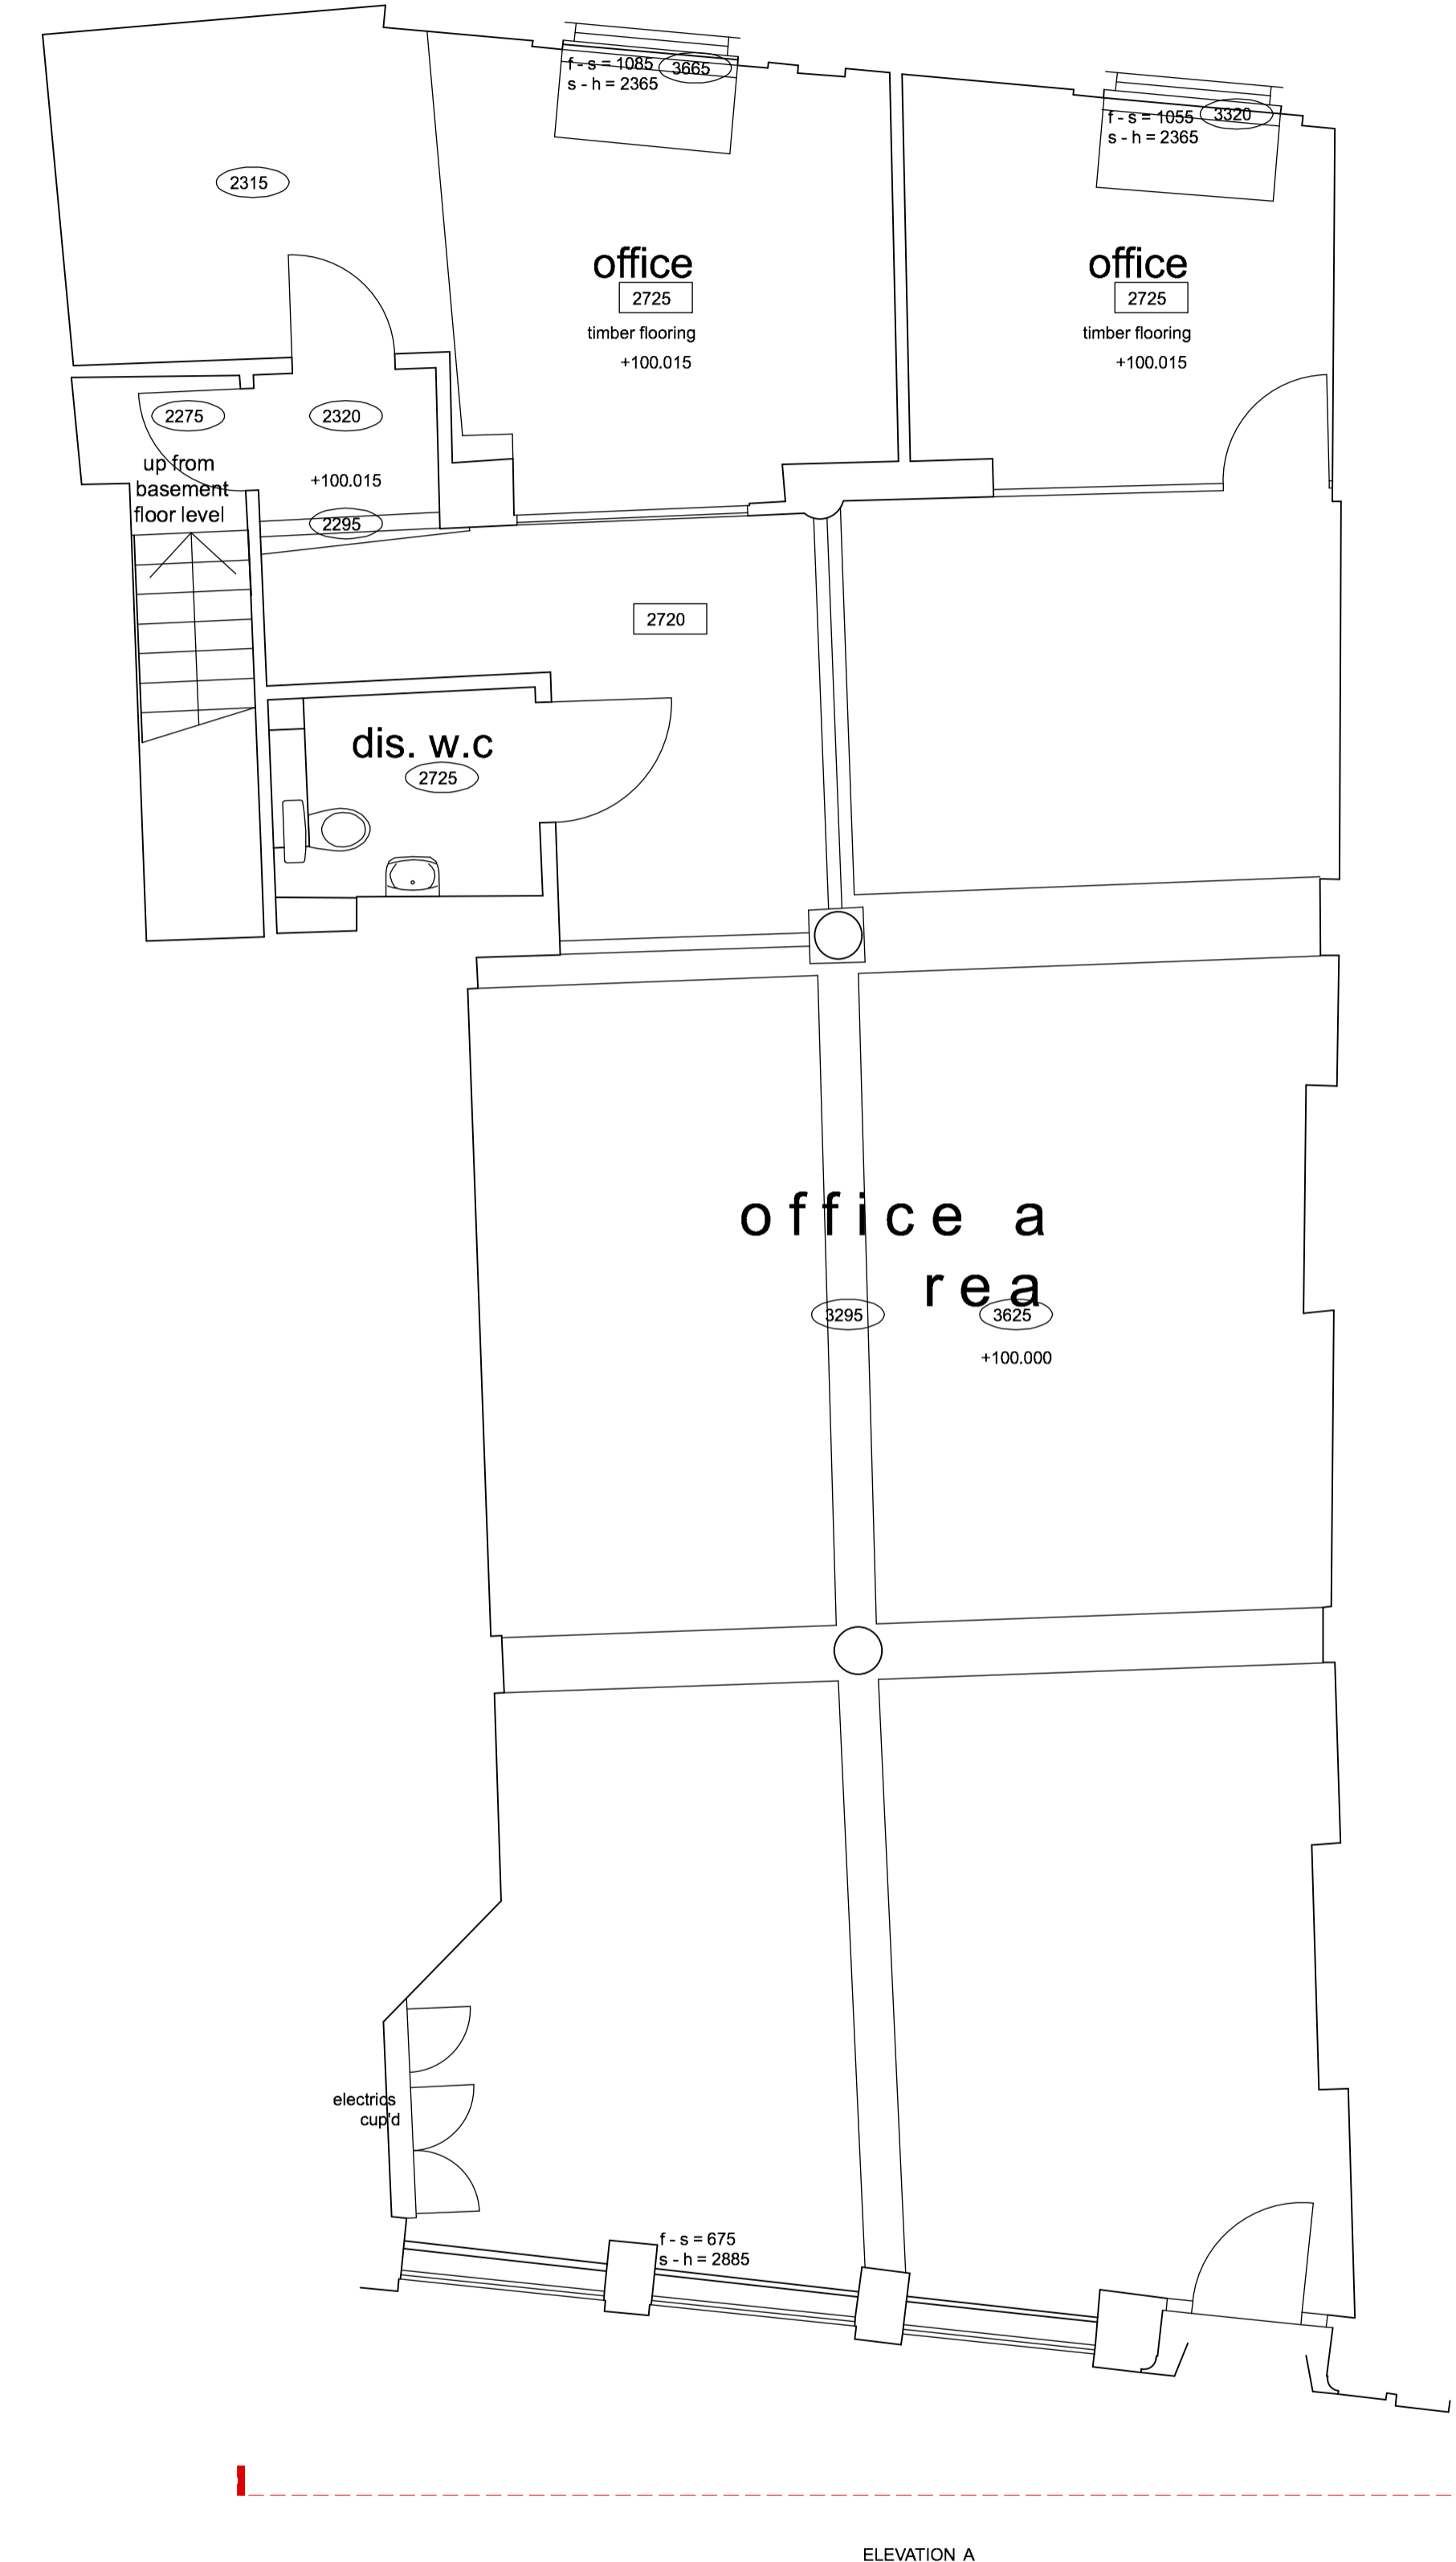 f - s = 1085
3665
s - h = 2365
f - s = 1055
3320
s - h = 2365
2315
office
2725
timber flooring
+100.015
office
2725
timber flooring
+100.015
2275
2320
up from
basement
floor level
+100.015
2295
2720
dis. w.c
2725
office a
rea
3295
3625
+100.000
electrics
cup'd
f - s = 675
s - h = 2885
ELEVATION A